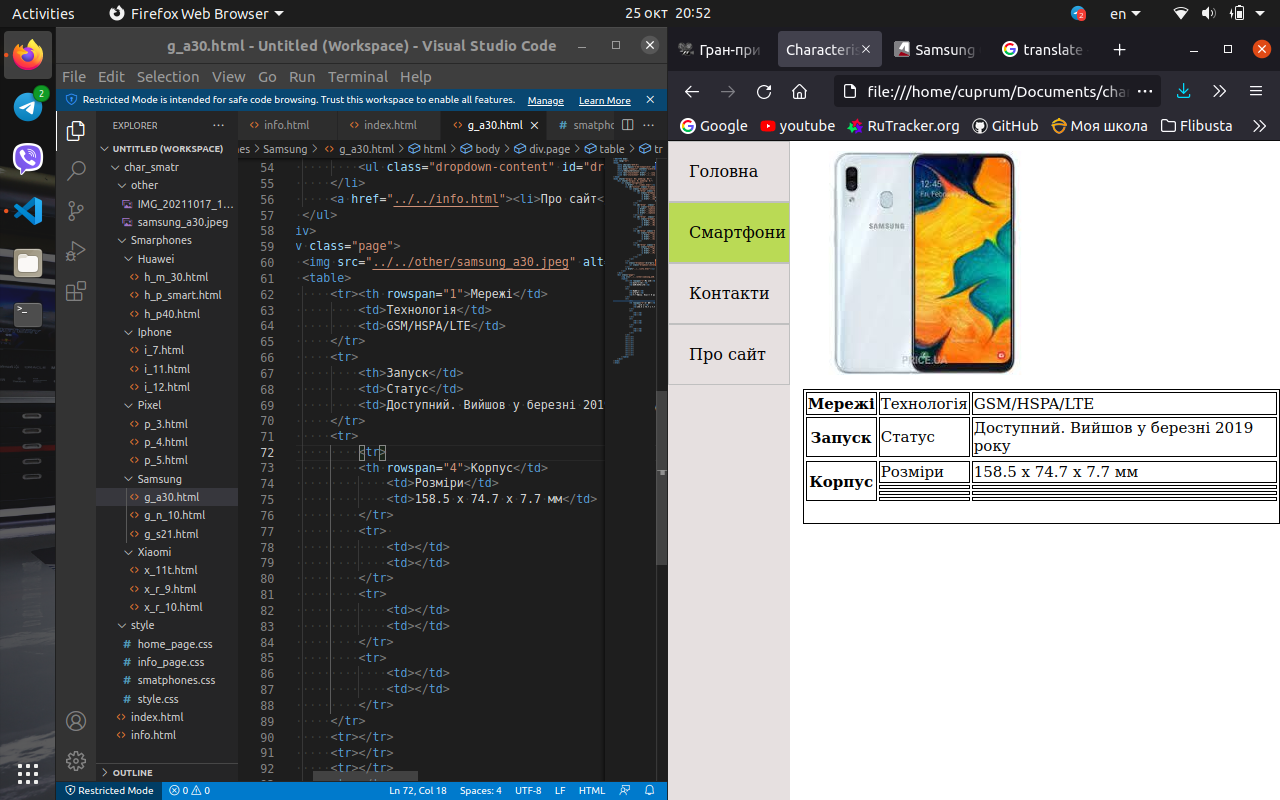 Activities
Firefox Web Browser
25 окт 20:52
2
en
2
g_a30.html - Untitled (Workspace) - Visual Studio Code
File Edit Selection View Go Run Terminal Help
Restricted Mode is intended for safe code browsing. Trust this workspace to enable all features. Manage Learn More
EXPLORER
UNTITLED (WORKSPACE)
char_smatr
other
IMG_20211017_1...
samsung_a30.jpeg
Smarphones
Huawei
h_m_30.html
h_p_smart.html
h_p40.html
Iphone
i_7.html
i_11.html
i_12.html
Pixel
p_3.html
p_4.html
p_5.html
Samsung
g_a30.html
g_n_10.html
g_s21.html
Xiaomi
x_11t.html
x_r_9.html
x_r_10.html
style
home_page.css
info_page.css
smatphones.css
style.css
index.html
info.html
OUTLINE
info.html index.html g_a30.html smatpho
es > Samsung > g_a30.html > html > body > div.page > table > tr
54 <ul class="dropdown-content" id="dr
55 </li>
56 <a href="../../info.html"><li>Про сайт<
57 </ul>
58 iv>
59 v class="page">
60 <img src="../../other/samsung_a30.jpeg" alt
61 <table>
62 <tr><th rowspan="1">Мережі</td>
63 <td>Технологія</td>
64 <td>GSM/HSPA/LTE</td>
65 </tr>
66 <tr>
67 <th>Запуск</td>
68 <td>Статус</td>
69 <td>Доступний. Вийшов у березні 201
70 </tr>
71 <tr>
72 <tr>
73 <th rowspan="4">Корпус</td>
74 <td>Розміри</td>
75 <td>158.5 x 74.7 x 7.7 мм</td>
76 </tr>
77 <tr>
78 <td></td>
79 <td></td>
80 </tr>
81 <tr>
82 <td></td>
83 <td></td>
84 </tr>
85 <tr>
86 <td></td>
87 <td></td>
88 </tr>
89 </tr>
90 <tr></tr>
91 <tr></tr>
92 <tr></tr>
Restricted Mode 0 0 Ln 72, Col 18 Spaces: 4 UTF-8 LF HTML
Гран-при Characteris Samsung translate
file:///home/cuprum/Documents/cha
Google youtube RuTracker.org GitHub Моя школа Flibusta
Головна
Смартфони
Контакти
Про сайт
12:45
SAMSUNG
PRICE.UA
Мережі Технологія GSM/HSPA/LTE
Запуск Статус Доступний. Вийшов у березні 2019
року
Корпус Розміри 158.5 x 74.7 x 7.7 мм